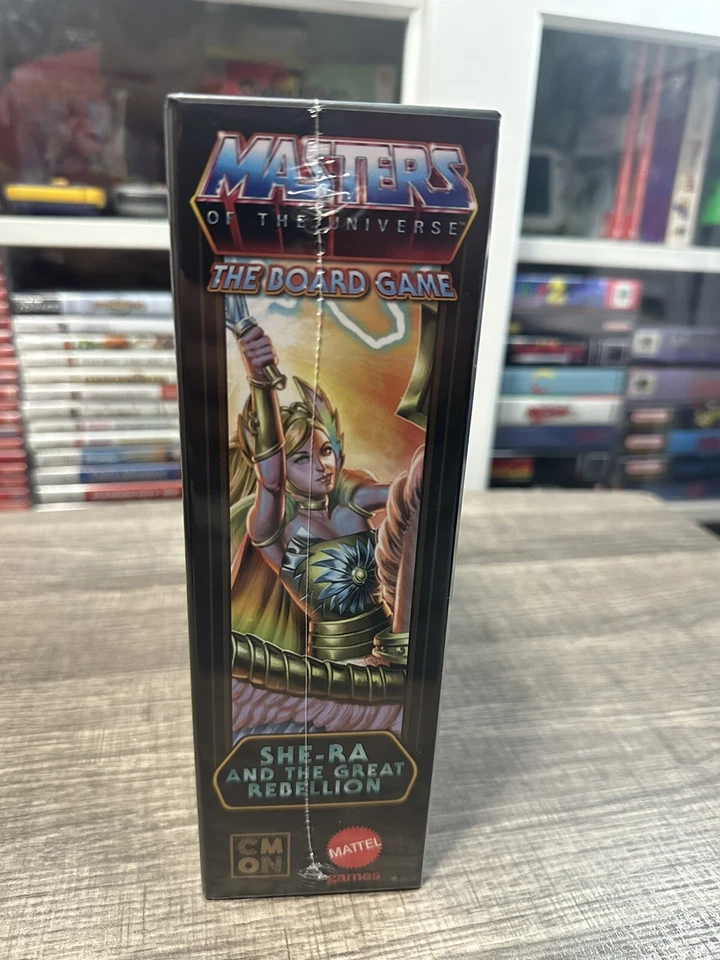 MASTERS
OF THE UNIVERSE
THE BOARD GAME
SHE-RA
AND THE GREAT
REBELLION
CM
ON
MATTEL
games